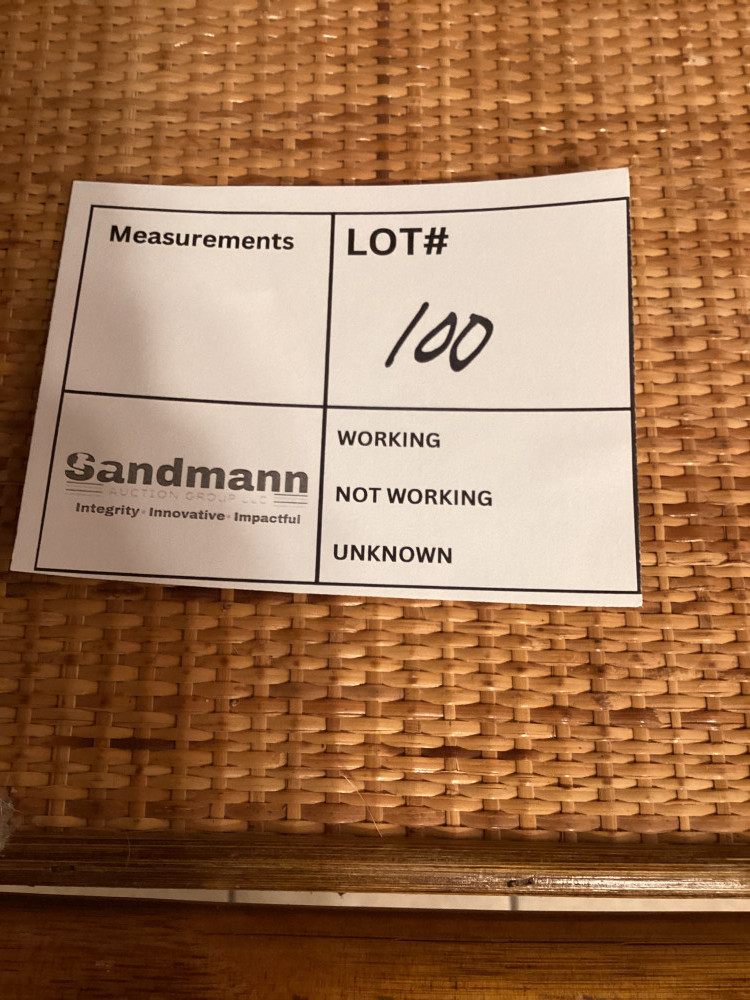 Measurements
LOT#
100
Sandmann
AUCTION GROUP LLC
Integrity · Innovative · Impactful
WORKING
NOT WORKING
UNKNOWN